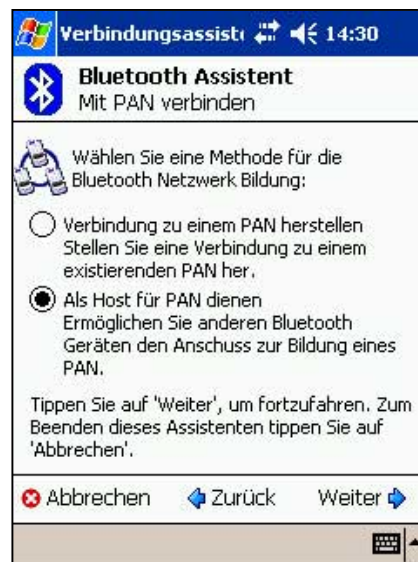 Verbindungsassiste 14:30
Bluetooth Assistent
Mit PAN verbinden
Wählen Sie eine Methode für die
Bluetooth Netzwerk Bildung:
Verbindung zu einem PAN herstellen
Stellen Sie eine Verbindung zu einem
existierenden PAN her.
Als Host für PAN dienen
Ermöglichen Sie anderen Bluetooth
Geräten den Anschuss zur Bildung eines
PAN.
Tippen Sie auf 'Weiter', um fortzufahren. Zum
Beenden dieses Assistenten tippen Sie auf
'Abbrechen'.
Abbrechen Zurück Weiter